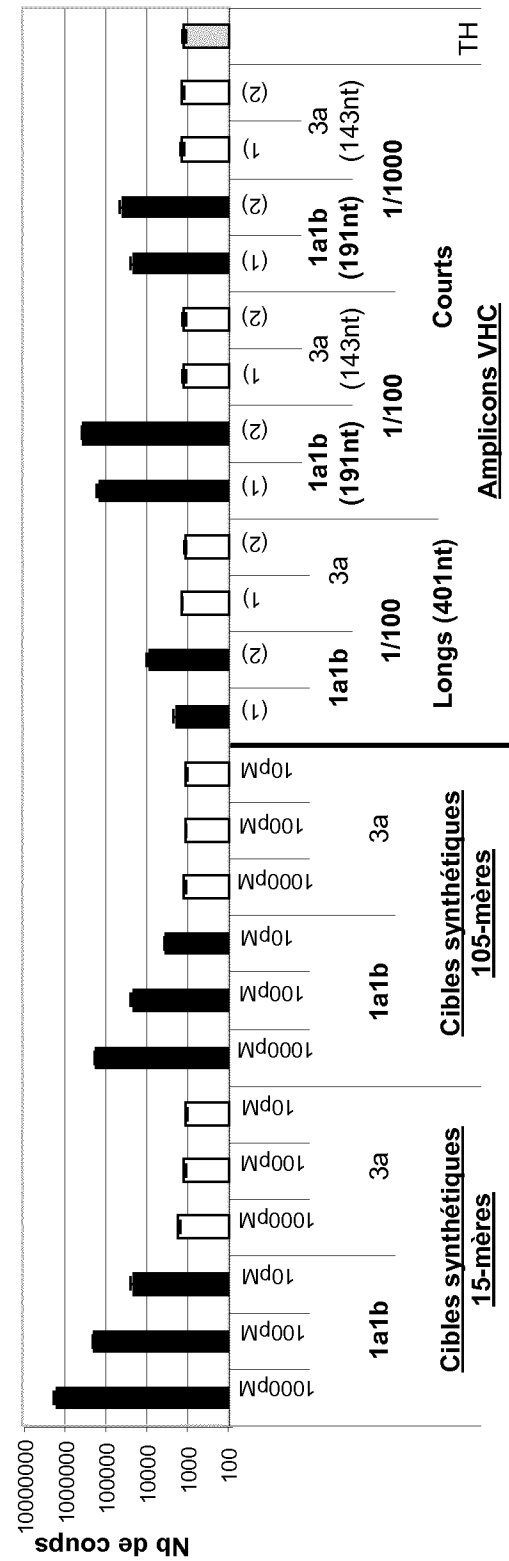 Nb de coups
10000000
1000000
100000
10000
1000
100
1000pM 100pM 10pM 1000pM 100pM 10pM 1000pM 100pM 10pM 1000pM 100pM 10pM (1) (2) 1) (2) (1) (2) 1) (2) (1) (2) 1) (2)
1a1b 3a 1a1b 3a 1a1b 3a 1a1b 3a 1a1b 3a
(191nt) (143nt) (191nt) (143nt)
1/100 1/100 1/1000
Cibles synthétiques Cibles synthétiques Longs (401nt) Courts TH
15-mères 105-mères Amplicons VHC